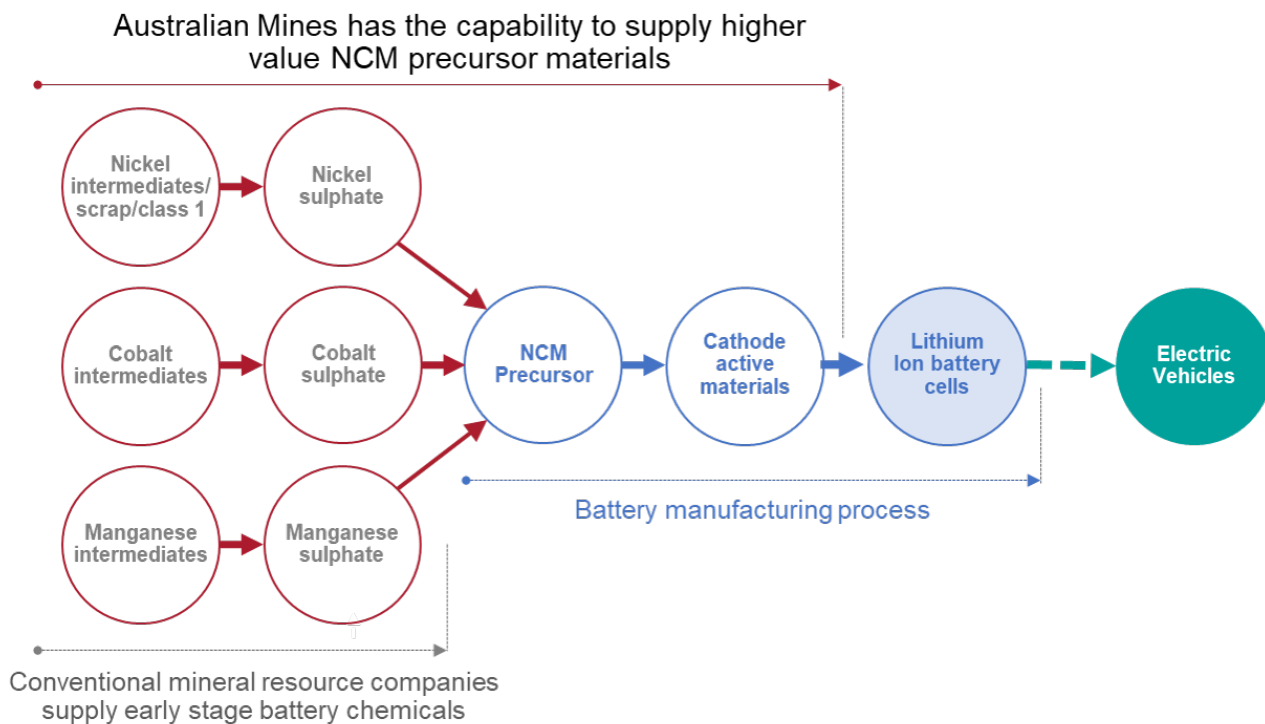 Australian Mines has the capability to supply higher
value NCM precursor materials
Nickel
intermediates/
scrap/class 1
Nickel
sulphate
Cobalt
intermediates
Cobalt
sulphate
NCM
Precursor
Cathode
active
materials
Lithium
Ion battery
cells
Electric
Vehicles
Manganese
intermediates
Manganese
sulphate
Battery manufacturing process
Conventional mineral resource companies
supply early stage battery chemicals